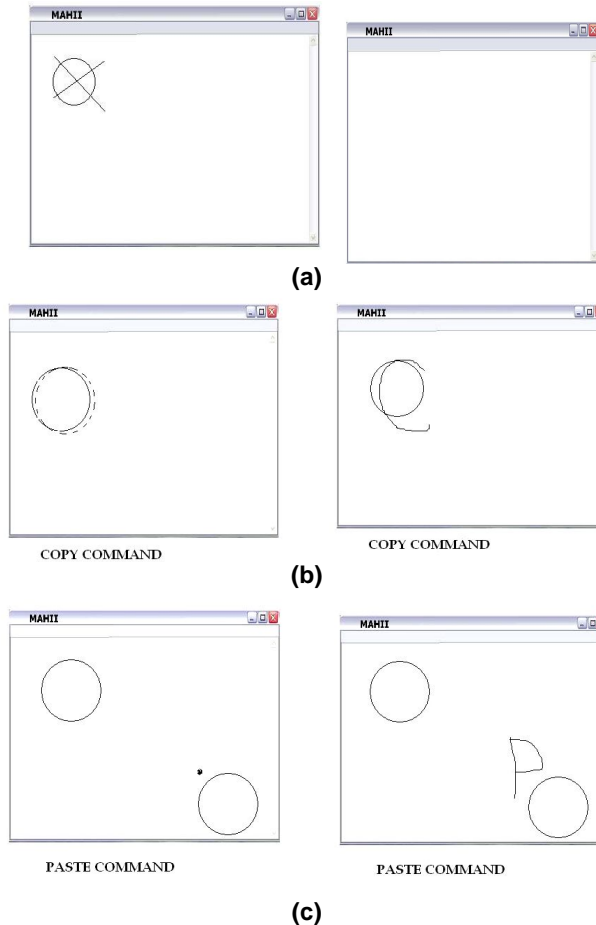 MAHII
MAHII
(a)
MAHII
MAHII
COPY COMMAND
COPY COMMAND
(b)
MAHII
MAHII
PASTE COMMAND
PASTE COMMAND
(c)